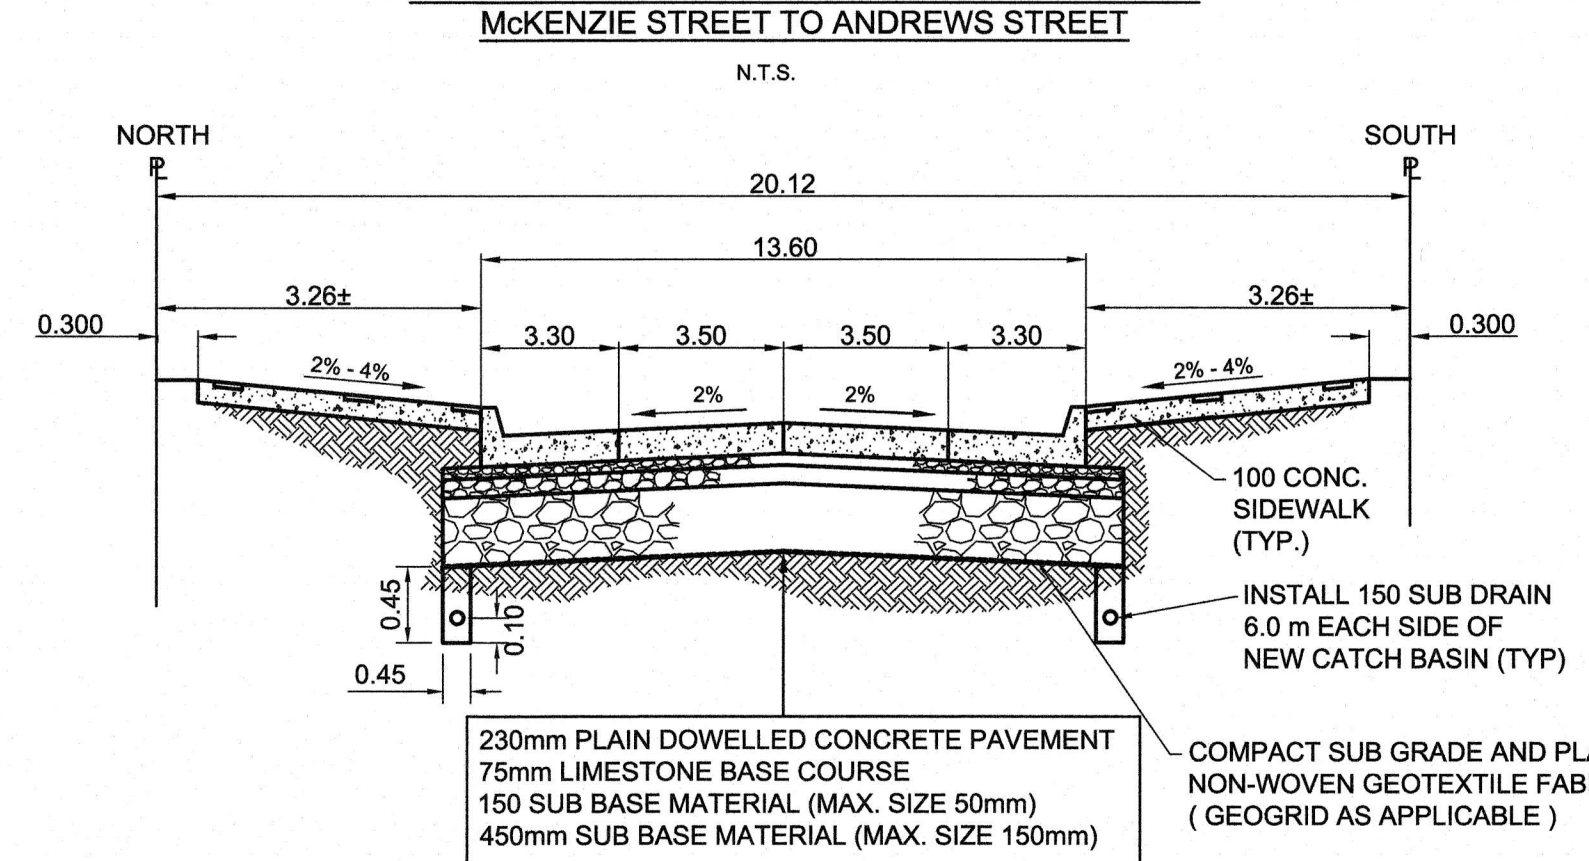 McKENZIE STREET TO ANDREWS STREET
N.T.S.
NORTH
SOUTH
PL
PL
20.12
13.60
3.26±
3.26±
0.300
0.300
3.30
3.50
3.50
3.30
2% - 4%
2% - 4%
2%
2%
100 CONC.
SIDEWALK
(TYP.)
0.45
0.10
0.45
INSTALL 150 SUB DRAIN
6.0 m EACH SIDE OF
NEW CATCH BASIN (TYP)
230mm PLAIN DOWELLED CONCRETE PAVEMENT
75mm LIMESTONE BASE COURSE
150 SUB BASE MATERIAL (MAX. SIZE 50mm)
450mm SUB BASE MATERIAL (MAX. SIZE 150mm)
COMPACT SUB GRADE AND
NON-WOVEN GEOTEXTILE
( GEOGRID AS APPLICABLE )